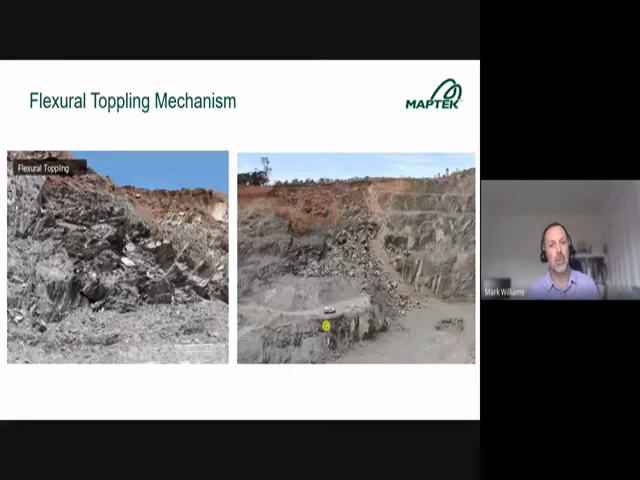 Flexural Toppling Mechanism
MAPTEK
Flexural Toppling
Mark Williams